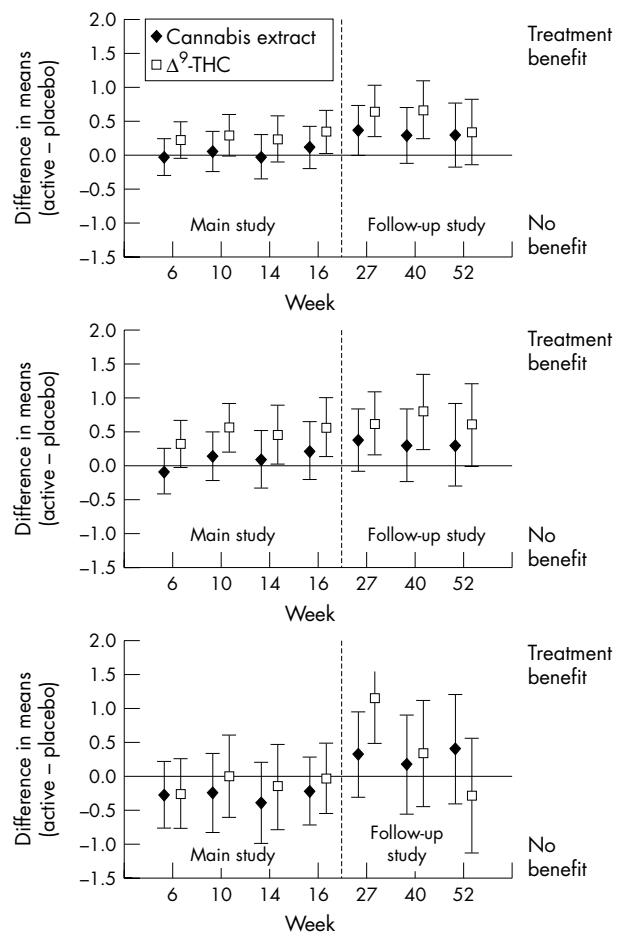 2.0
Cannabis extract
Δ⁹-THC
Treatment
benefit
1.5
1.0
0.5
0.0
–0.5
–1.0
–1.5
Difference in means
(active – placebo)
Main study
Follow-up study
No
benefit
6 10 14 16 27 40 52
Week
2.0
Treatment
benefit
1.5
1.0
0.5
0.0
–0.5
–1.0
–1.5
Difference in means
(active – placebo)
Main study
Follow-up study
No
benefit
6 10 14 16 27 40 52
Week
2.0
Treatment
benefit
1.5
1.0
0.5
0.0
–0.5
–1.0
–1.5
Difference in means
(active – placebo)
Main study
Follow-up
study
No
benefit
6 10 14 16 27 40 52
Week